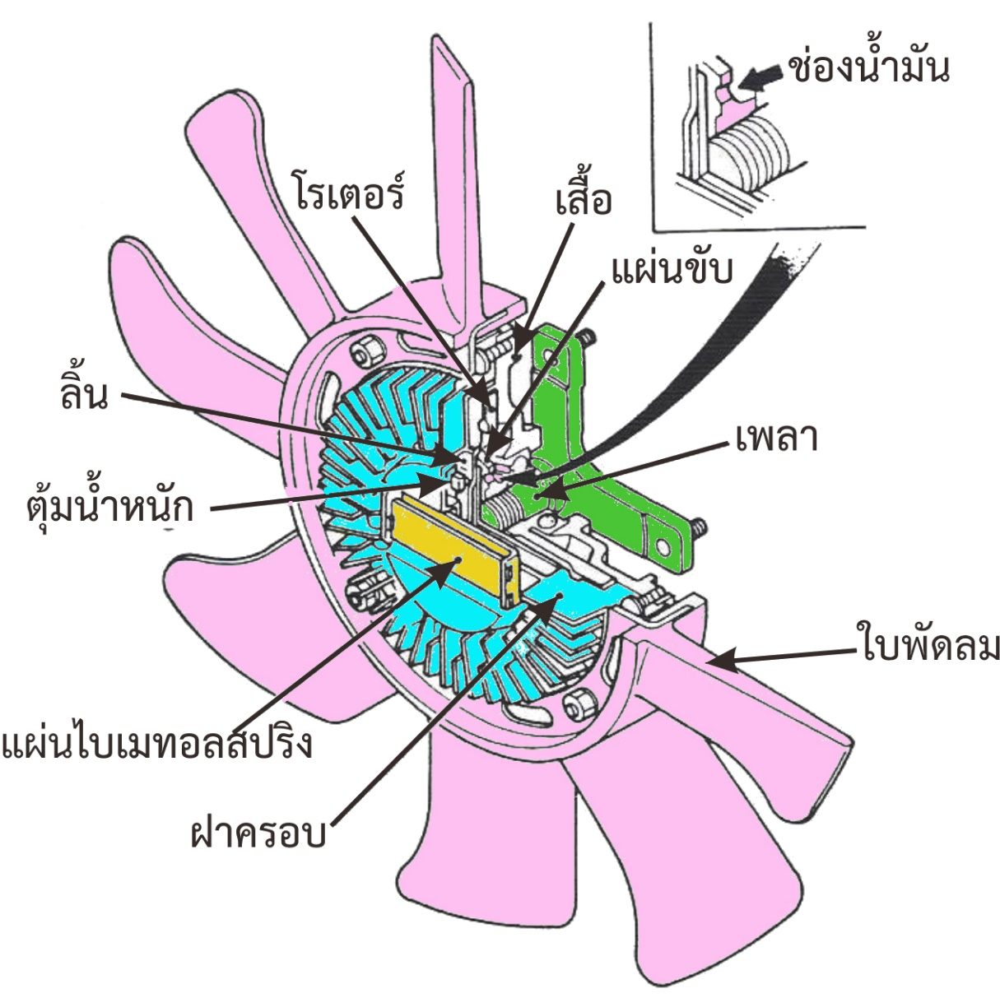 ช่องน้ำมัน
โรเตอร์
เสื้อ
แผ่นขับ
ลิ้น
เพลา
ตุ้มน้ำหนัก
ใบพัดลม
แผ่นไบเมทอลสปริง
ฝาครอบ